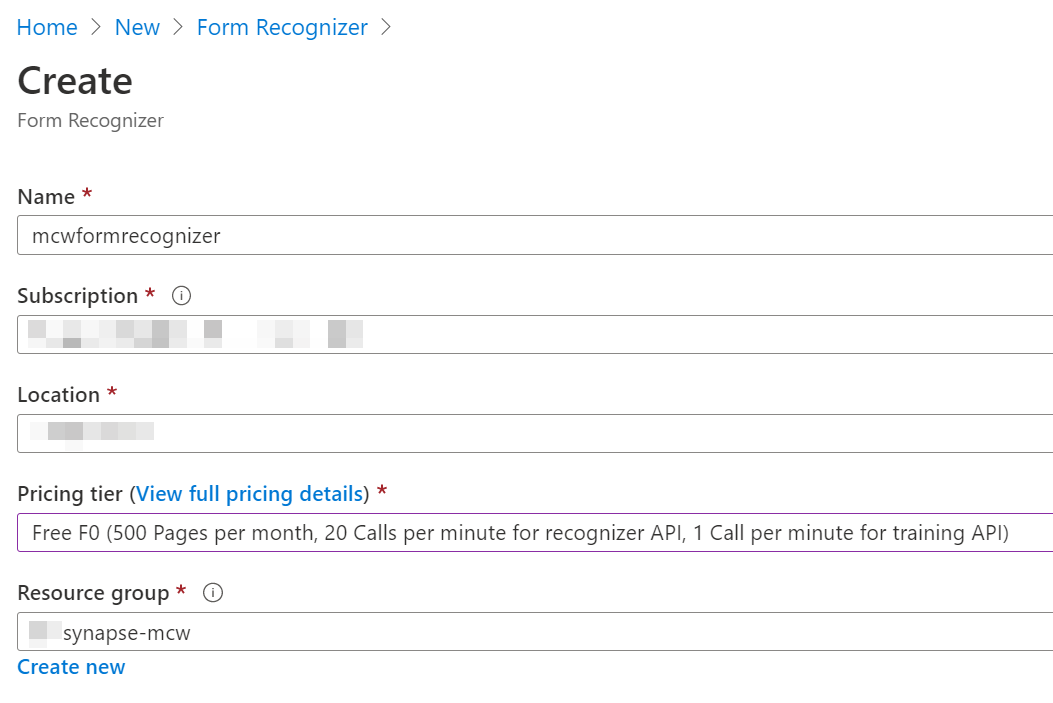 Home > New > Form Recognizer >
Create
Form Recognizer
Name *
mcwformrecognizer
Subscription *
Location *
Pricing tier (View full pricing details) *
Free F0 (500 Pages per month, 20 Calls per minute for recognizer API, 1 Call per minute for training API)
Resource group *
synapse-mcw
Create new